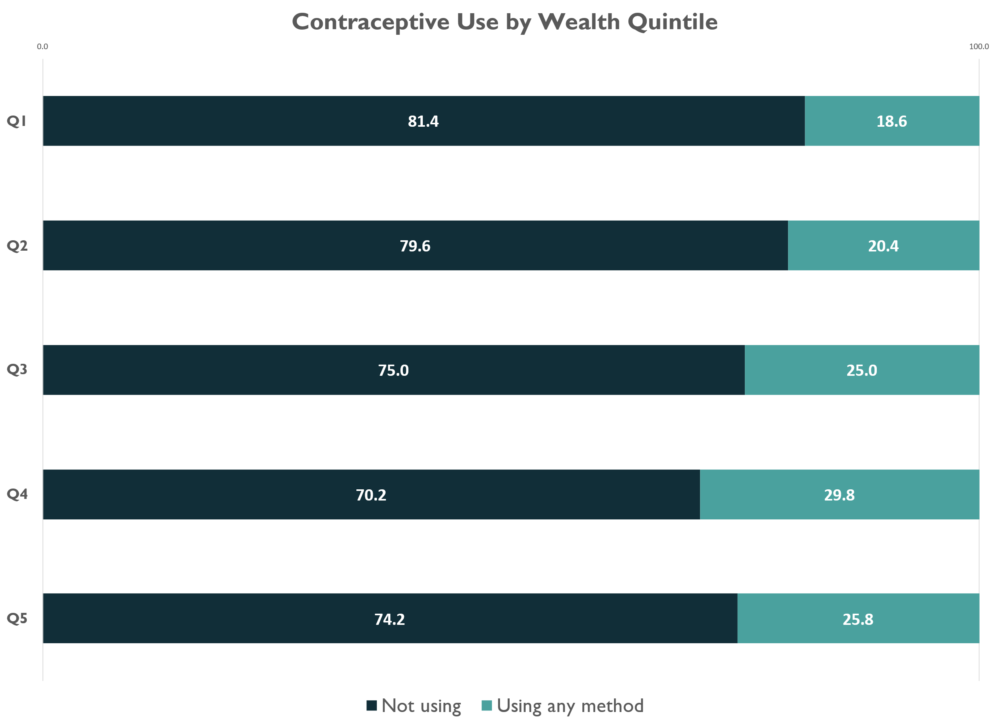 Contraceptive Use by Wealth Quintile
0.0 100.0
Q1 81.4 18.6
Q2 79.6 20.4
Q3 75.0 25.0
Q4 70.2 29.8
Q5 74.2 25.8
Not using Using any method